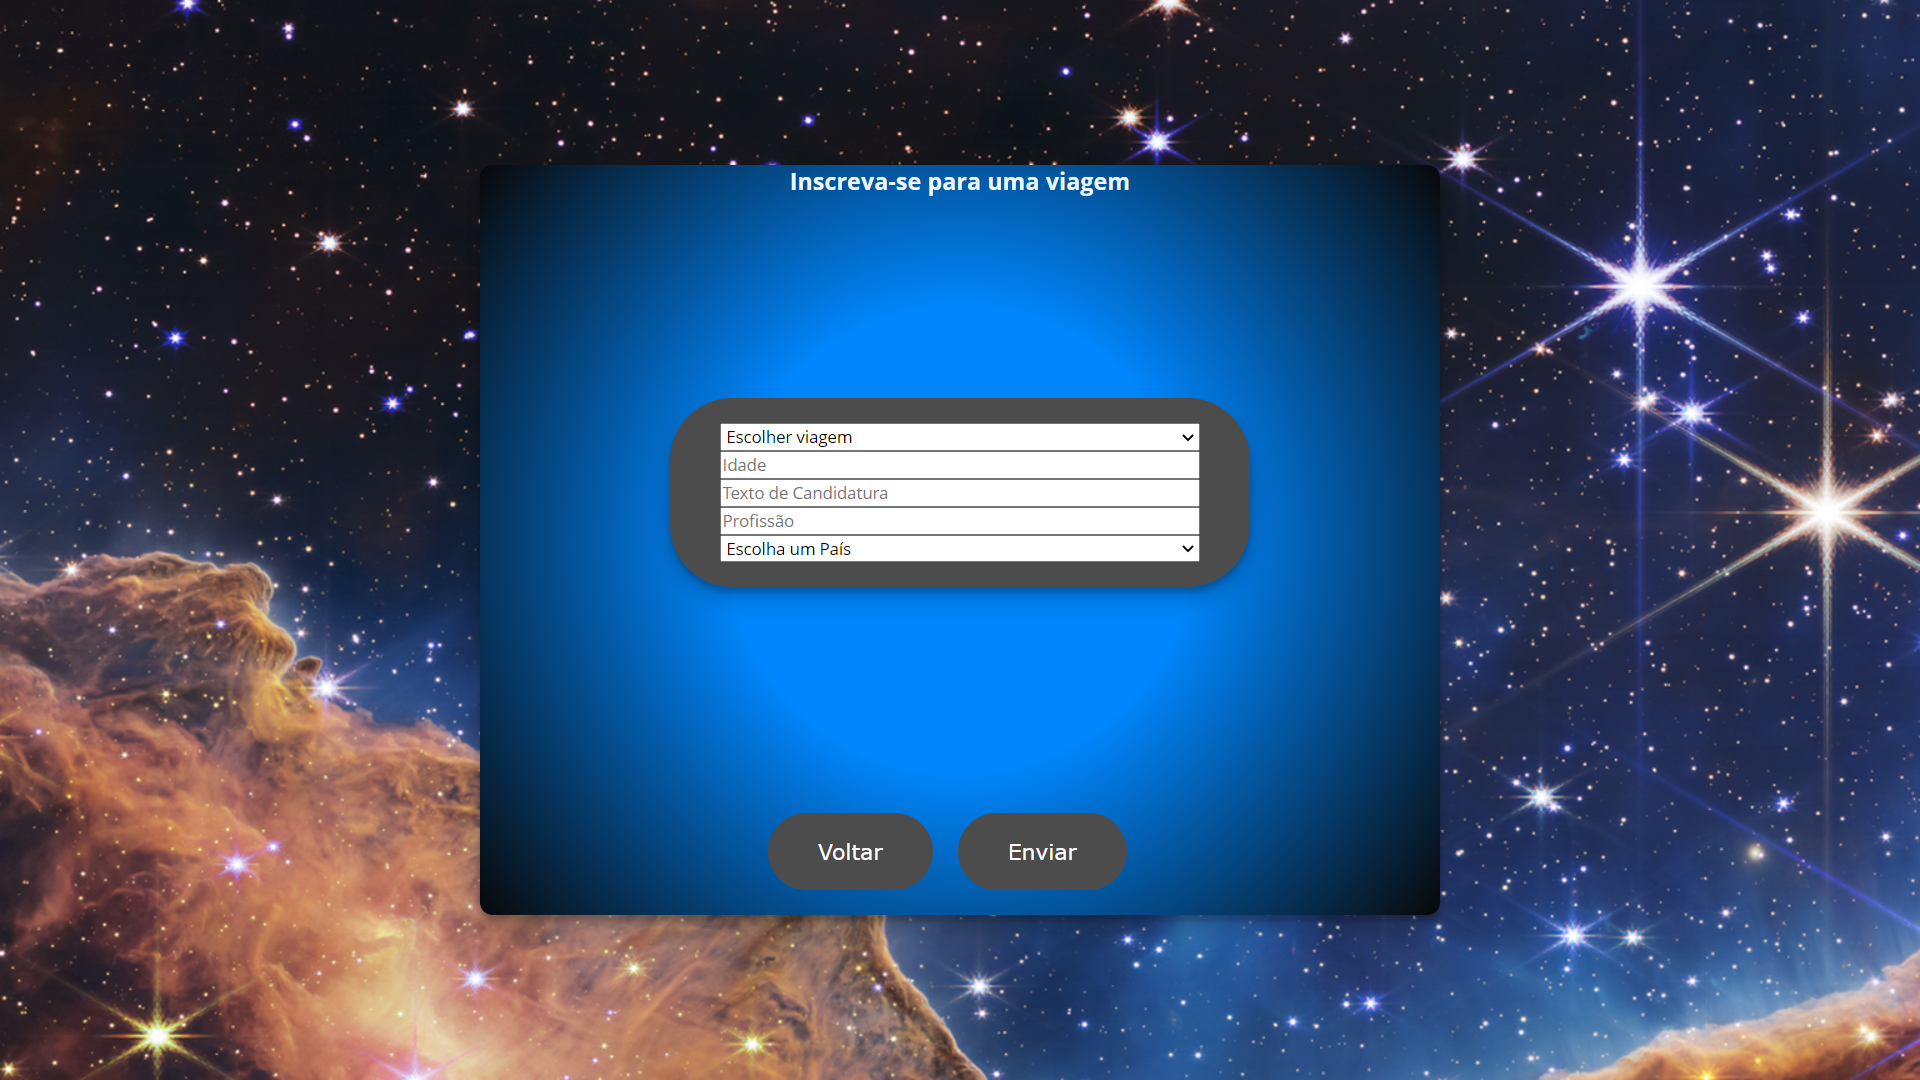 Inscreva-se para uma viagem
Escolher viagem
Idade
Texto de Candidatura
Profissão
Escolha um País
Voltar
Enviar